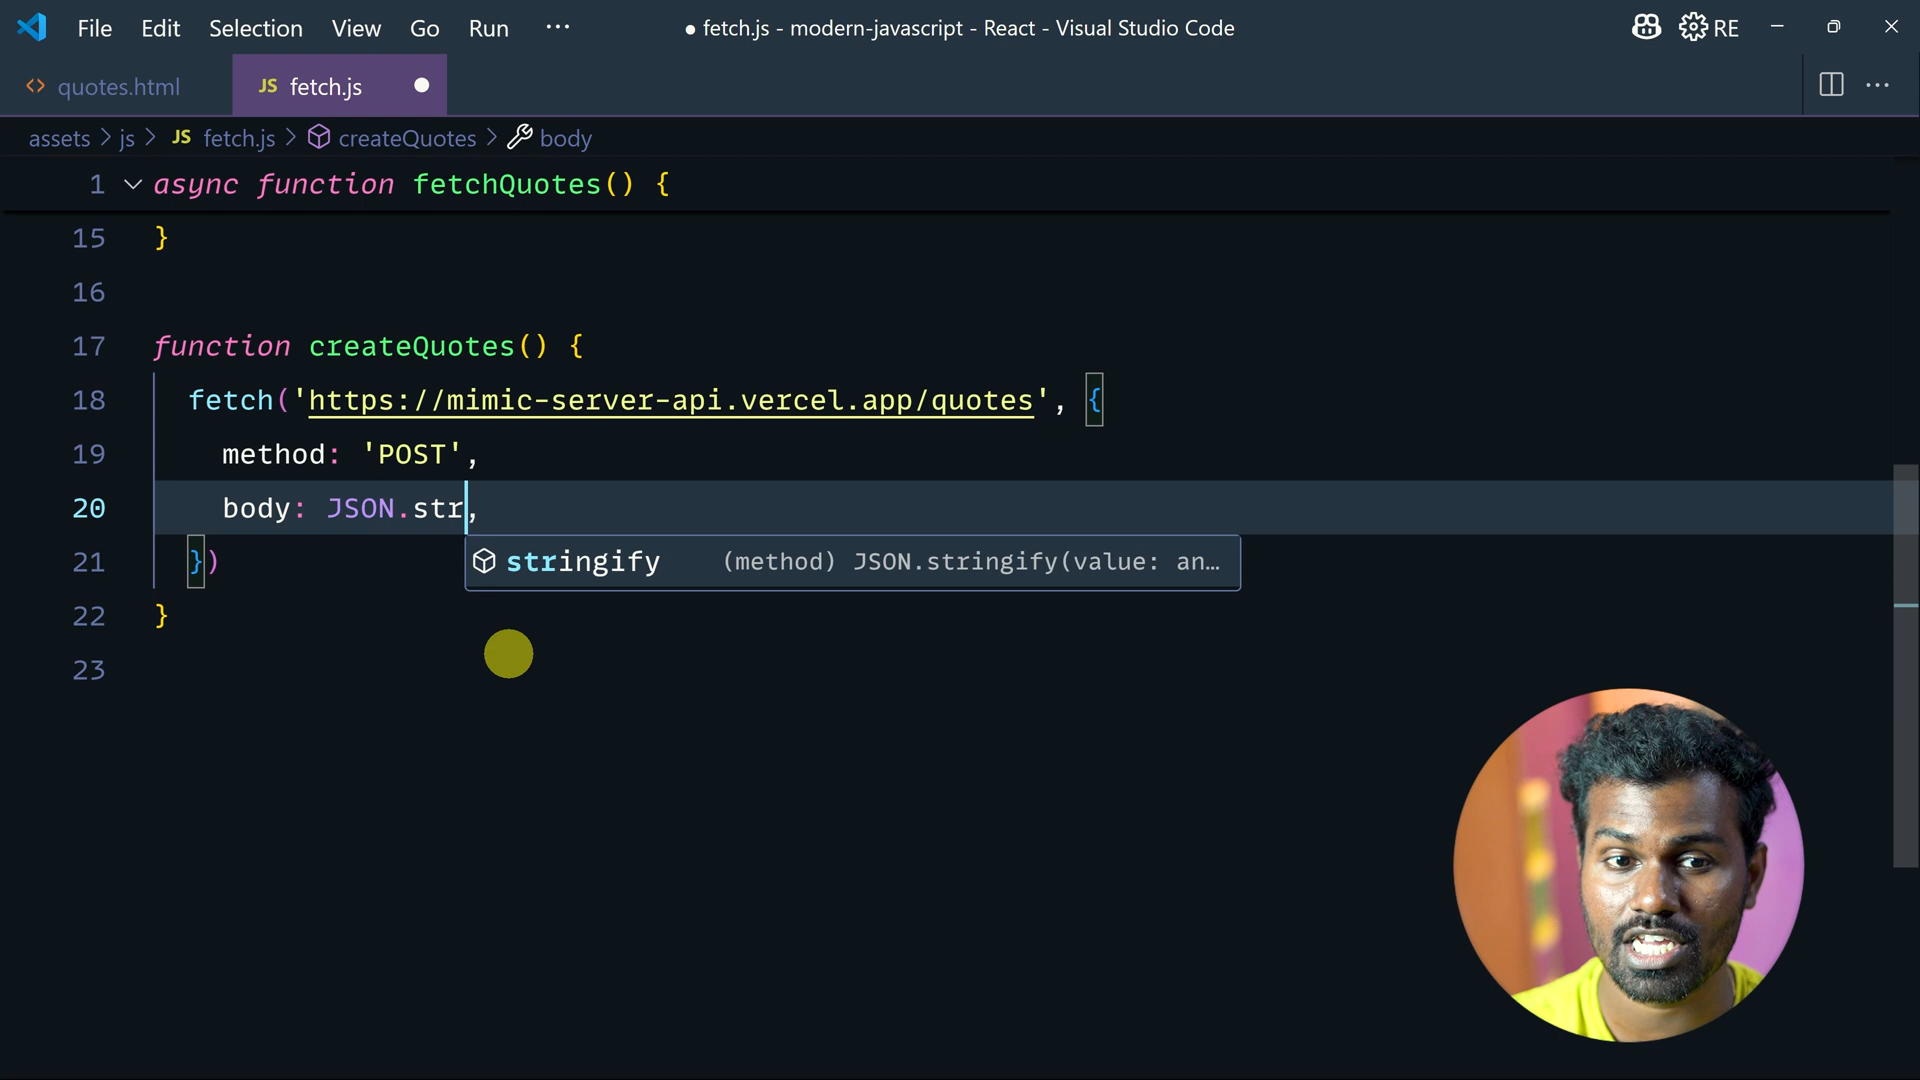 File Edit Selection View Go Run ··· ● fetch.js - modern-javascript - React - Visual Studio Code RE
<> quotes.html JS fetch.js ● ···
assets > js > JS fetch.js > createQuotes > body
1 async function fetchQuotes() {
15 }
16
17 function createQuotes() {
18 fetch('https://mimic-server-api.vercel.app/quotes', {
19 method: 'POST',
20 body: JSON.str,
21 })
stringify (method) JSON.stringify(value: an…
22 }
23